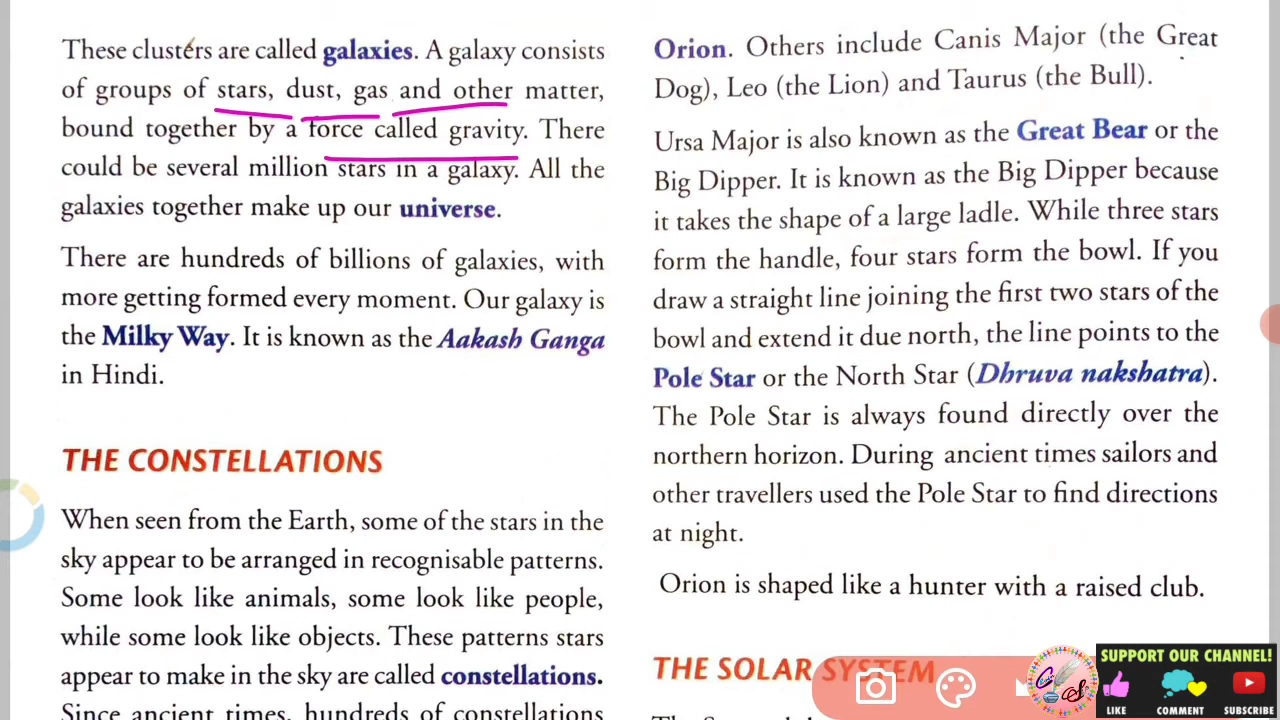 These clusters are called galaxies. A galaxy consists
of groups of stars, dust, gas and other matter,
bound together by a force called gravity. There
could be several million stars in a galaxy. All the
galaxies together make up our universe.
There are hundreds of billions of galaxies, with
more getting formed every moment. Our galaxy is
the Milky Way. It is known as the Aakash Ganga
in Hindi.
THE CONSTELLATIONS
When seen from the Earth, some of the stars in the
sky appear to be arranged in recognisable patterns.
Some look like animals, some look like people,
while some look like objects. These patterns stars
appear to make in the sky are called constellations.
Since ancient times, hundreds of constellations
Orion. Others include Canis Major (the Great
Dog), Leo (the Lion) and Taurus (the Bull).
Ursa Major is also known as the Great Bear or the
Big Dipper. It is known as the Big Dipper because
it takes the shape of a large ladle. While three stars
form the handle, four stars form the bowl. If you
draw a straight line joining the first two stars of the
bowl and extend it due north, the line points to the
Pole Star or the North Star (Dhruva nakshatra).
The Pole Star is always found directly over the
northern horizon. During ancient times sailors and
other travellers used the Pole Star to find directions
at night.
Orion is shaped like a hunter with a raised club.
THE SOLAR SYSTEM
SUPPORT OUR CHANNEL!
LIKE COMMENT SUBSCRIBE